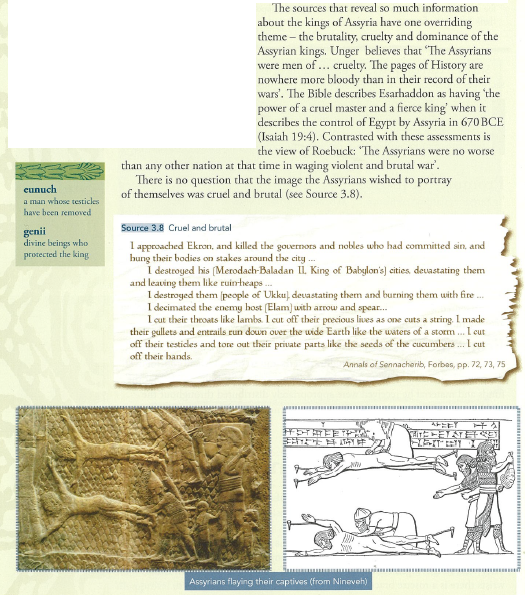 The sources that reveal so much information
about the kings of Assyria have one overriding
theme – the brutality, cruelty and dominance of the
Assyrian kings. Unger believes that ‘The Assyrians
were men of … cruelty. The pages of History are
nowhere more bloody than in their record of their
wars’. The Bible describes Esarhaddon as having ‘the
power of a cruel master and a fierce king’ when it
describes the control of Egypt by Assyria in 670 BCE
(Isaiah 19:4). Contrasted with these assessments is
the view of Roebuck: ‘The Assyrians were no worse
than any other nation at that time in waging violent and brutal war’.
There is no question that the image the Assyrians wished to portray
of themselves was cruel and brutal (see Source 3.8).
eunuch
a man whose testicles
have been removed
genii
divine beings who
protected the king
Source 3.8 Cruel and brutal
I approached Ekron, and killed the governors and nobles who had committed sin, and
hung their bodies on stakes around the city …
I destroyed his [Merodach-Baladan II, King of Babylon's] cities, devastating them
and leaving them like ruin-heaps …
I destroyed them [people of Ukku], devastating them and burning them with fire …
I decimated the enemy host [Elam] with arrow and spear…
I cut their throats like lambs. I cut off their precious lives as one cuts a string. I made
their gullets and entrails run down over the wide Earth like the waters of a storm … I cut
off their testicles and tore out their private parts like the seeds of the cucumbers … I cut
off their hands.
Annals of Sennacherib, Forbes, pp. 72, 73, 75
Assyrians flaying their captives (from Nineveh)